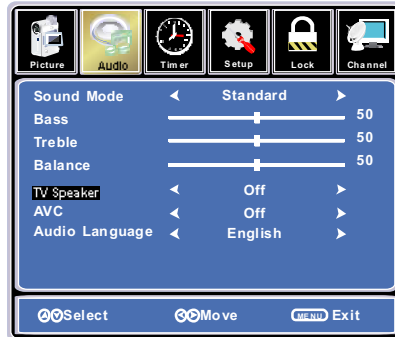 Picture Audio Timer Setup Lock Channel
Sound Mode Standard
Bass 50
Treble 50
Balance 50
TV Speaker Off
AVC Off
Audio Language English
Select Move MENU Exit